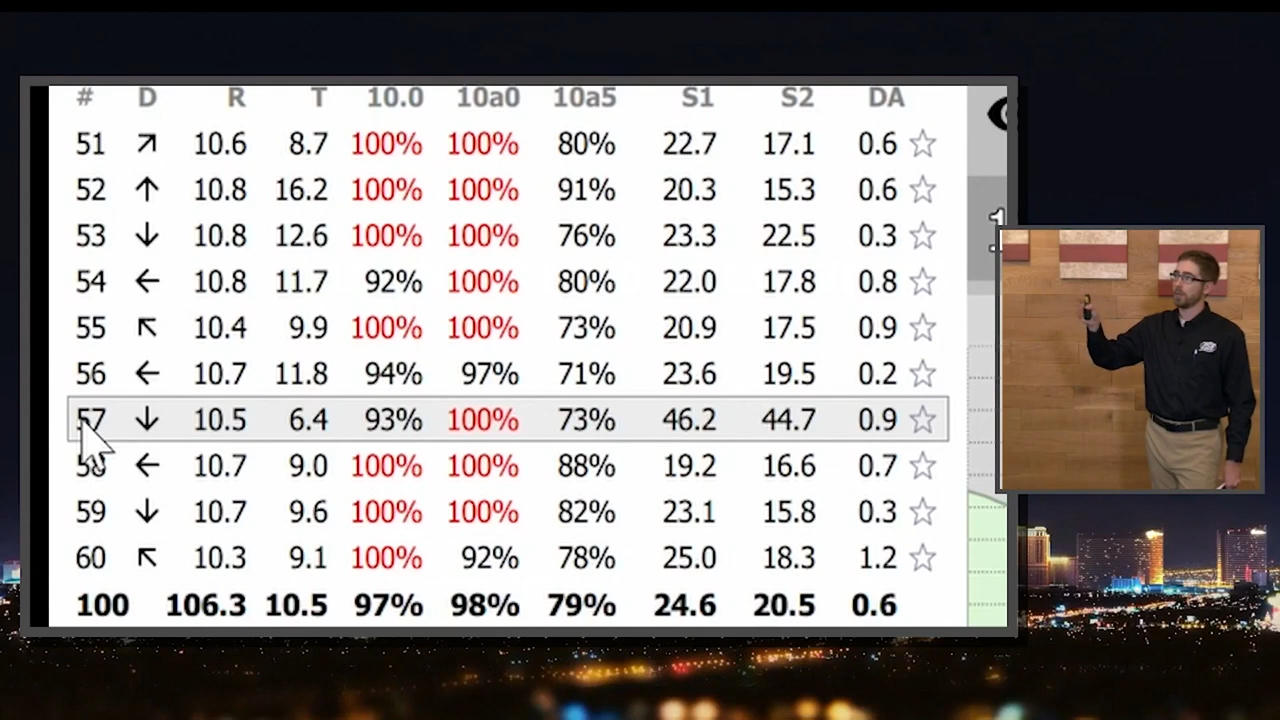 # D R T 10.0 10a0 10a5 S1 S2 DA
51 ↗ 10.6 8.7 100% 100% 80% 22.7 17.1 0.6 ☆
52 ↑ 10.8 16.2 100% 100% 91% 20.3 15.3 0.6 ☆
53 ↓ 10.8 12.6 100% 100% 76% 23.3 22.5 0.3 ☆
54 ← 10.8 11.7 92% 100% 80% 22.0 17.8 0.8 ☆
55 ↖ 10.4 9.9 100% 100% 73% 20.9 17.5 0.9 ☆
56 ← 10.7 11.8 94% 97% 71% 23.6 19.5 0.2 ☆
57 ↓ 10.5 6.4 93% 100% 73% 46.2 44.7 0.9 ☆
58 ← 10.7 9.0 100% 100% 88% 19.2 16.6 0.7 ☆
59 ↓ 10.7 9.6 100% 100% 82% 23.1 15.8 0.3 ☆
60 ↖ 10.3 9.1 100% 92% 78% 25.0 18.3 1.2 ☆
100 106.3 10.5 97% 98% 79% 24.6 20.5 0.6